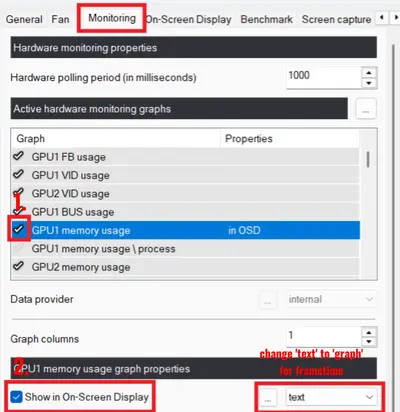 General Fan Monitoring On-Screen Display Benchmark Screen capture
Hardware monitoring properties
Hardware polling period (in milliseconds) 1000
Active hardware monitoring graphs ...
Graph Properties
GPU1 FB usage
GPU1 VID usage
GPU2 VID usage
1.
GPU1 BUS usage
GPU1 memory usage in OSD
GPU1 memory usage \ process
GPU2 memory usage
Data provider ... internal
Graph columns 1
change 'text' to 'graph'
for frametime
2.
GPU1 memory usage graph properties
Show in On-Screen Display ... text